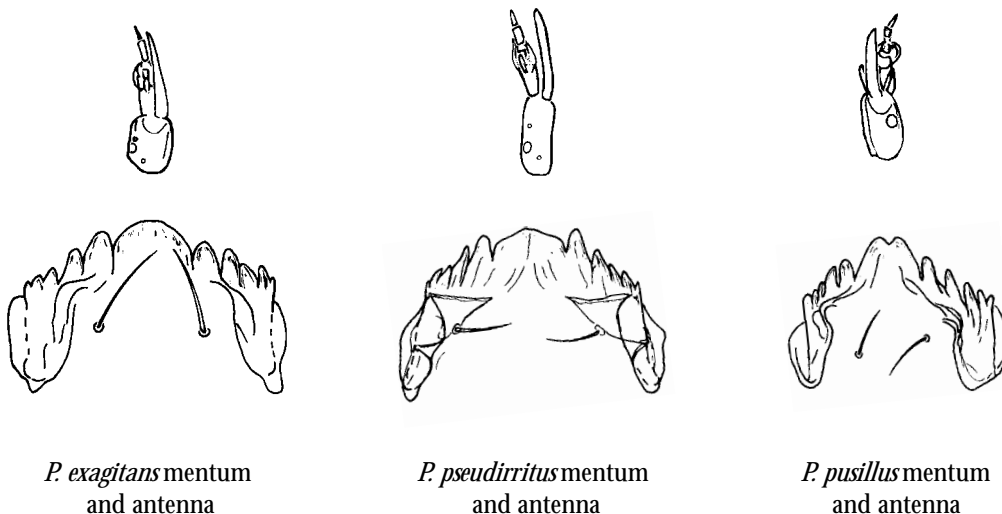 P. exagitans mentum
and antenna
P. pseudirritus mentum
and antenna
P. pusillus mentum
and antenna